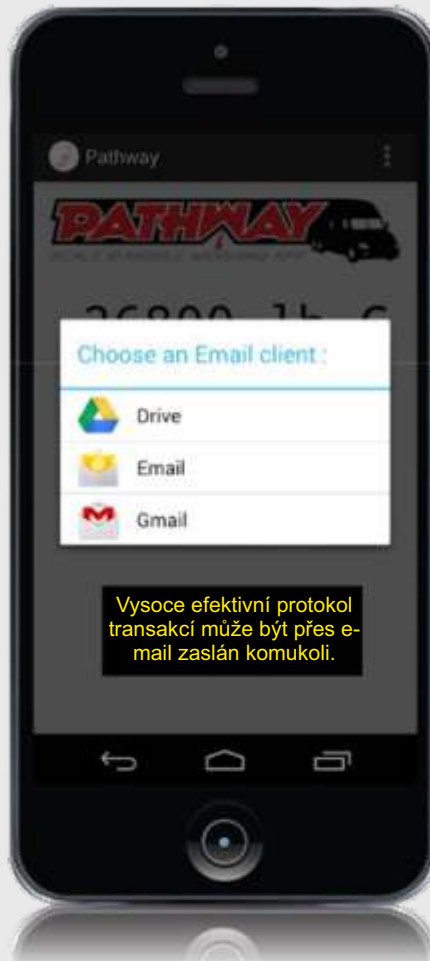 Pathway
PATHWAY
26800 lb G
Choose an Email client :
Drive
Email
Gmail
Vysoce efektivní protokol
transakcí může být přes e-
mail zaslán komukoli.